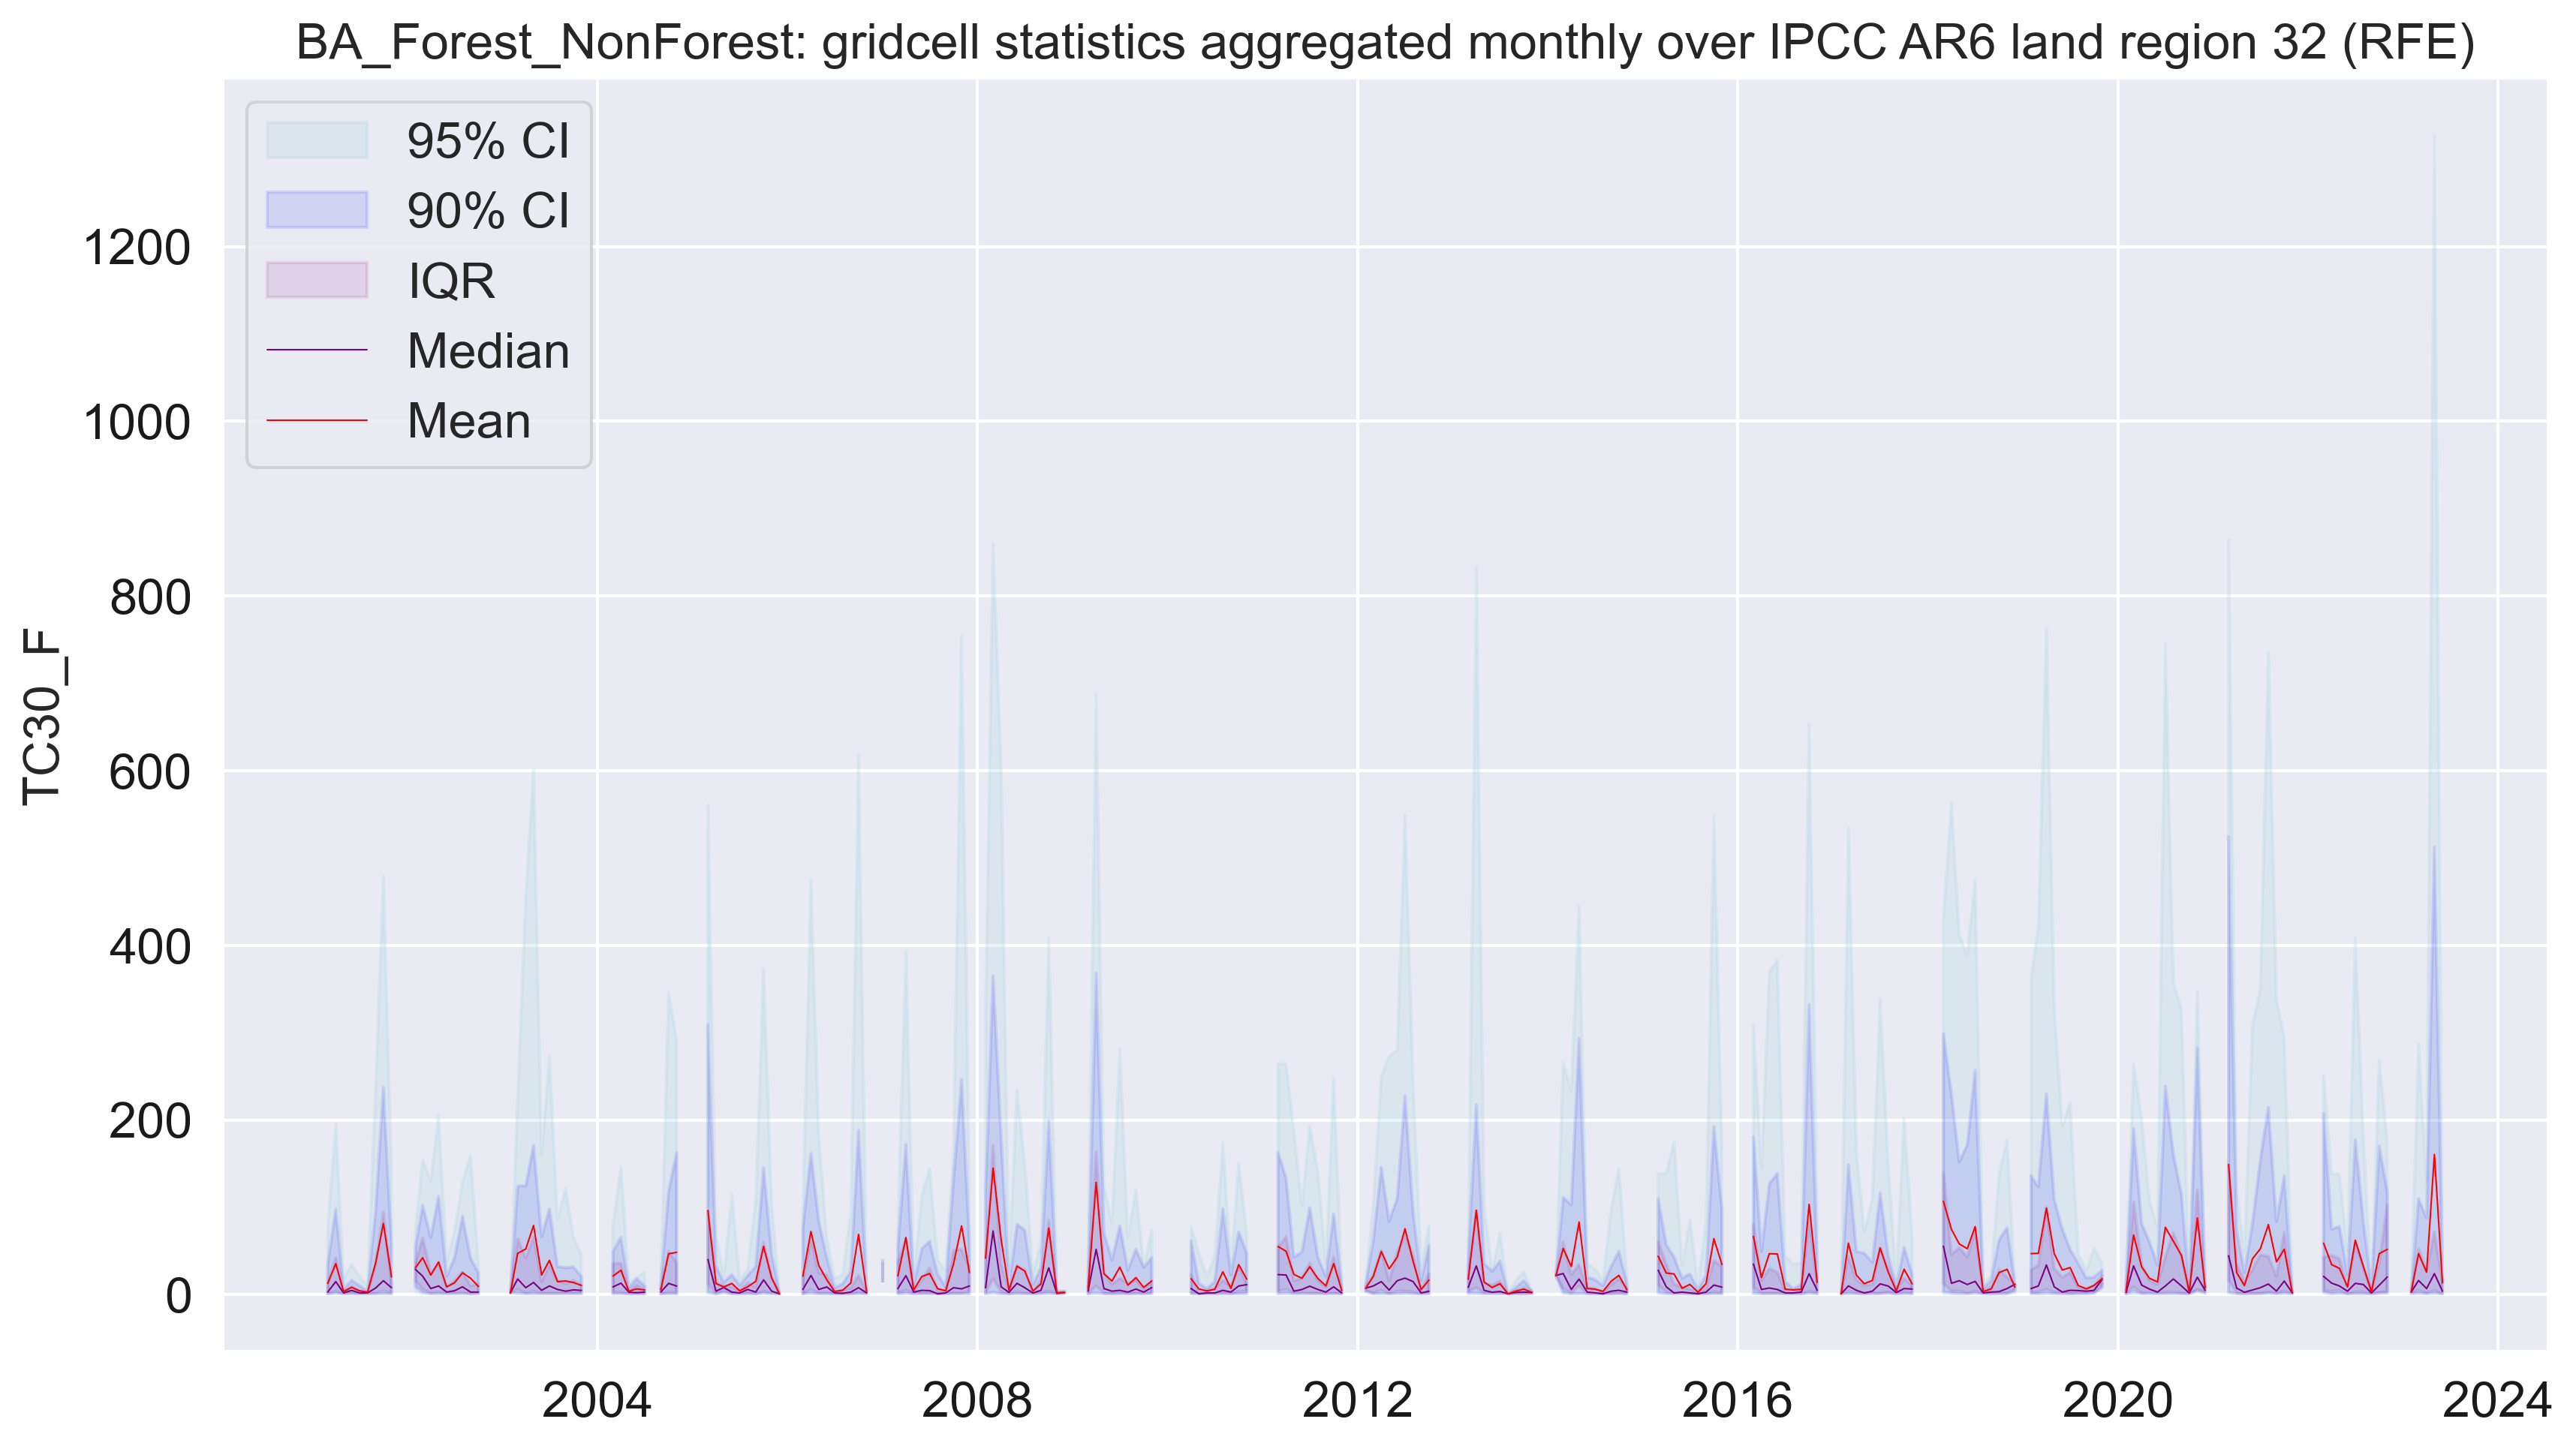 BA_Forest_NonForest: gridcell statistics aggregated monthly over IPCC AR6 land region 32 (RFE)
95% CI
90% CI
IQR
Median
Mean
1200
1000
800
600
400
200
0
TC30_F
2004
2008
2012
2016
2020
2024